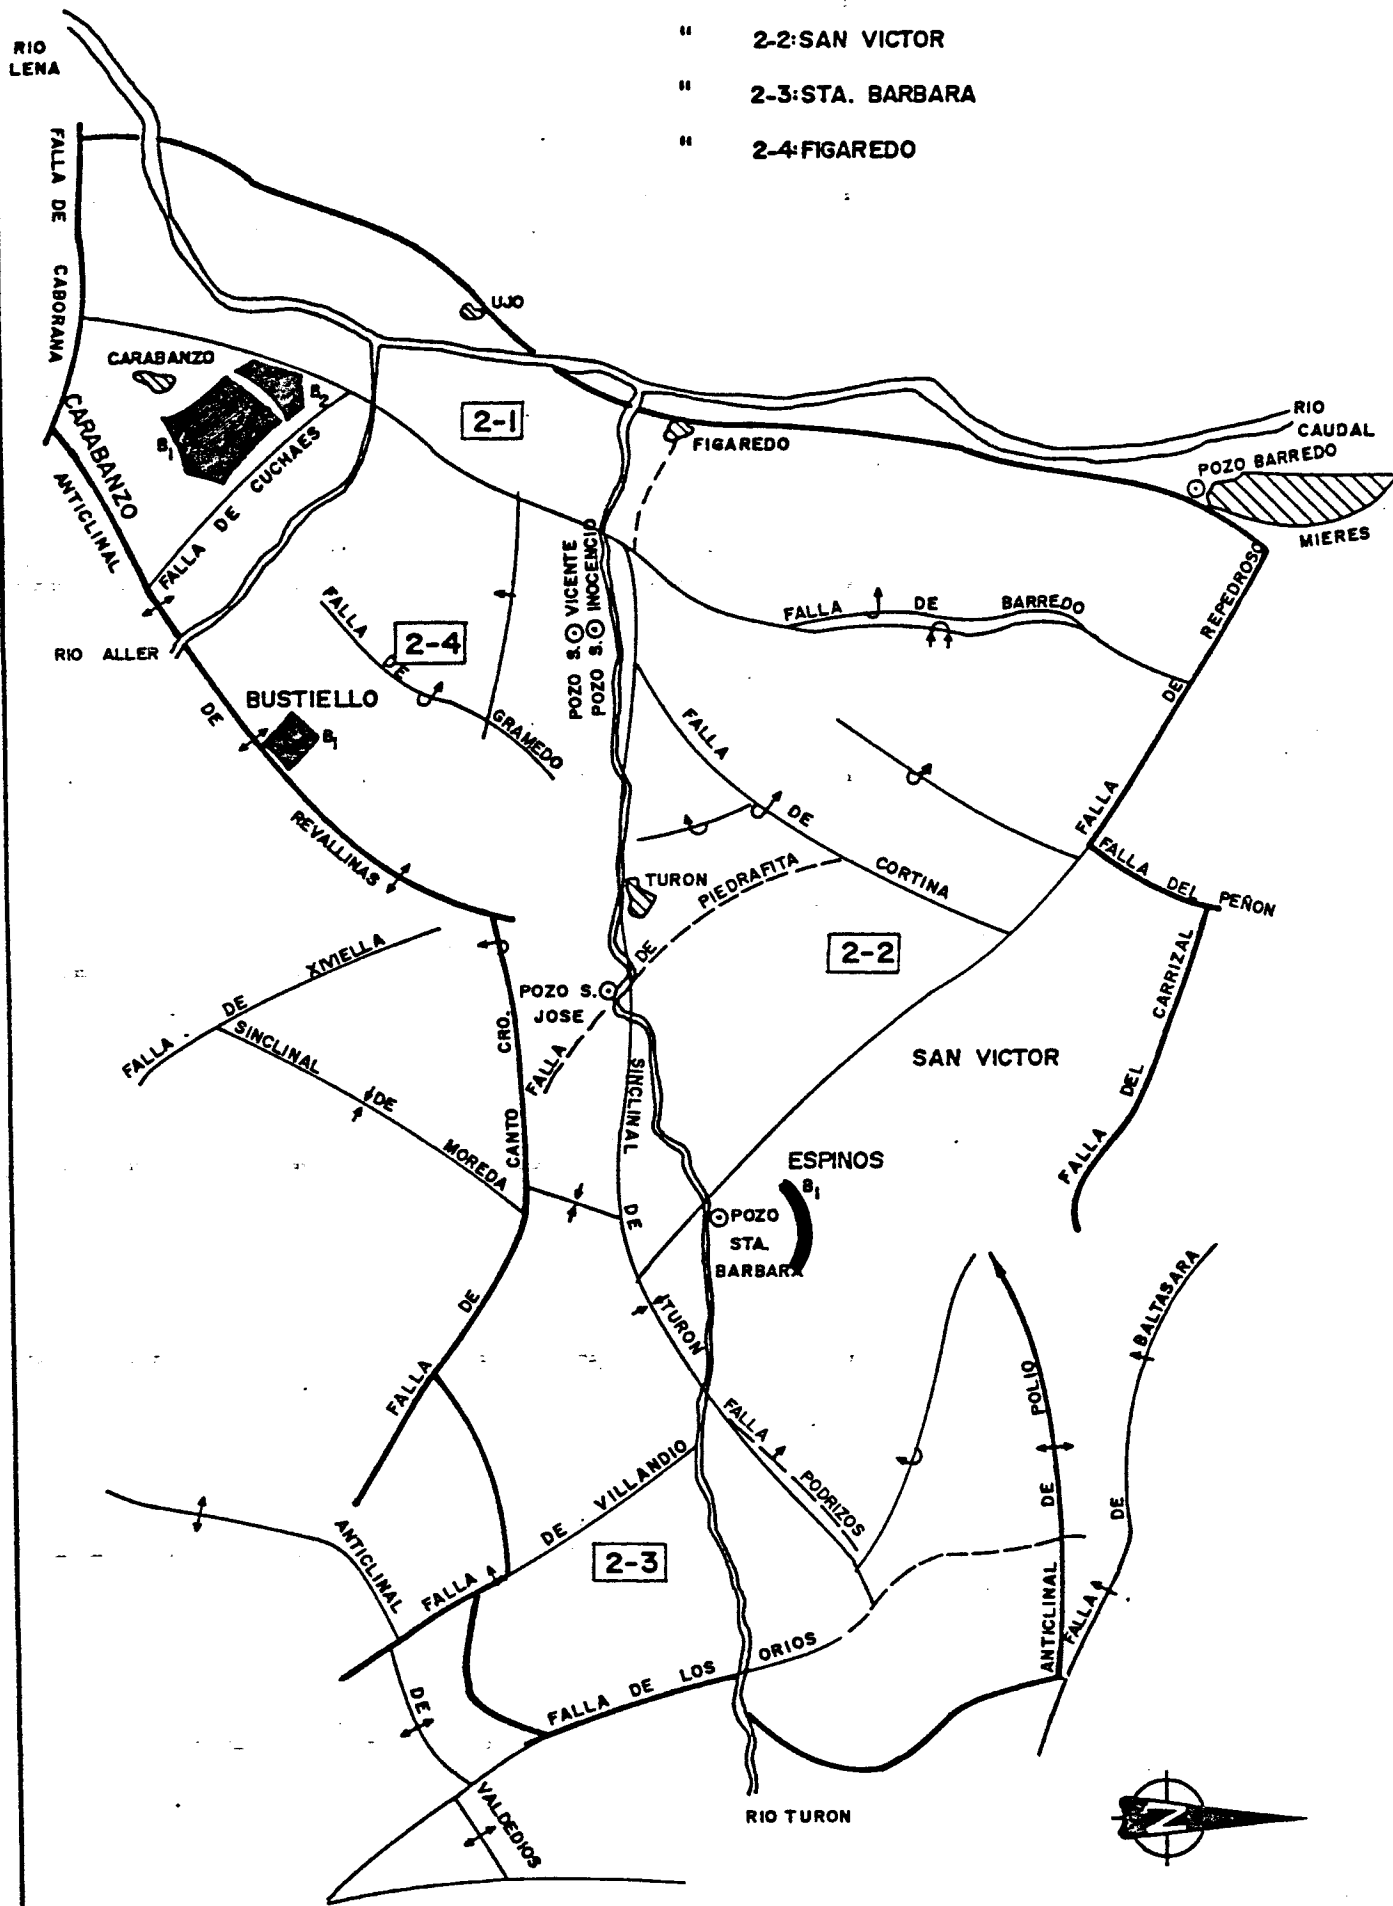 " 2-2:SAN VICTOR
" 2-3:STA. BARBARA
" 2-4:FIGAREDO
RIO
LENA
FALLA DE CABORANA
UJO
CARABANZO
B2
B1
2-1
FIGAREDO
RIO
CAUDAL
POZO BARREDO
MIERES
CARABANZO
ANTICLINAL DE REVALLINAS
FALLA DE CUCHAES
RIO ALLER
FALLA DE GRAMEDO
2-4
BUSTIELLO
B1
POZO S. VICENTE
POZO S. INOCENCIO
FALLA DE BARREDO
FALLA DE REPEDROSO
FALLA DE CORTINA
FALLA DEL PEÑON
TURON
FALLA DE PIEDRAFITA
2-2
FALLA DEL CARRIZAL
FALLA DE XIVIELLA
SINCLINAL DE MOREDA
POZO S.
JOSE
FALLA DE CANTO CRO.
SINCLINAL DE TURON
SAN VICTOR
ESPINOS
B1
POZO
STA.
BARBARA
FALLA DE BALTASARA
ANTICLINAL DE POLIO
FALLA PODRIZOS
FALLA DE VILLANDIO
2-3
ANTICLINAL DE VALDEDIOS
FALLA DE LOS ORIOS
RIO TURON
N